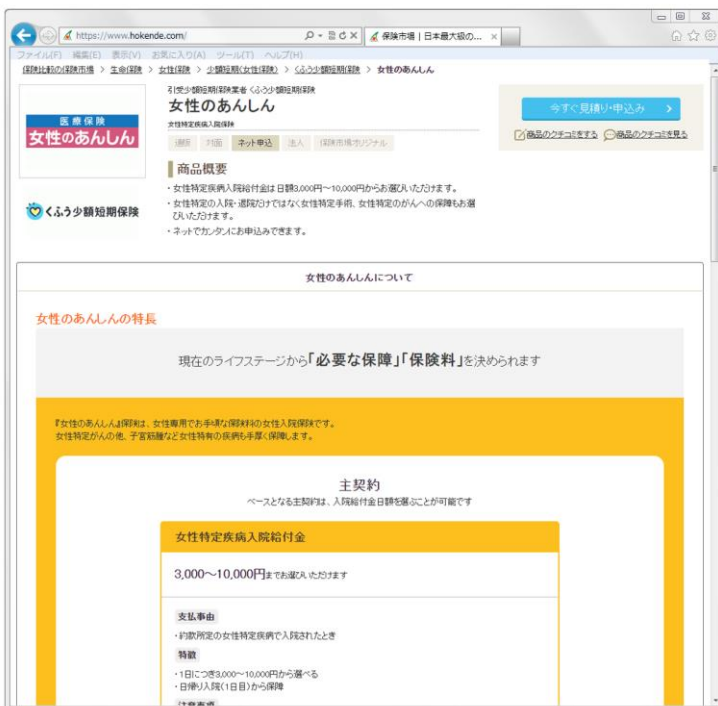 https://www.hokende.com/
保険市場｜日本最大級の...
ファイル(F) 編集(E) 表示(V) お気に入り(A) ツール(T) ヘルプ(H)
保険比較の保険市場 > 生命保険 > 女性保険 > 少額短期(女性保険) > くふう少額短期保険 > 女性のあんしん
医療保険
女性のあんしん
くふう少額短期保険
引受少額短期保険業者 くふう少額短期保険
女性のあんしん
女性特定疾病入院保険
通販 対面 ネット申込 法人 保険市場オリジナル
今すぐ見積り・申込み >
商品のクチコミをする 商品のクチコミを見る
商品概要
・女性特定疾病入院給付金は日額3,000円〜10,000円からお選びいただけます。
・女性特定の入院・退院だけではなく女性特定手術、女性特定のがんへの保障もお選
びいただけます。
・ネットでカンタンにお申込みできます。
女性のあんしんについて
女性のあんしんの特長
現在のライフステージから「必要な保障」「保険料」を決められます
『女性のあんしん』保険は、女性専用でお手頃な保険料の女性入院保険です。
女性特定がんの他、子宮筋腫など女性特有の疾病も手厚く保障します。
主契約
ベースとなる主契約は、入院給付金日額を選ぶことが可能です
女性特定疾病入院給付金
3,000〜10,000円までお選びいただけます
支払事由
・約款所定の女性特定疾病で入院されたとき
特徴
・1日につき3,000〜10,000円から選べる
・日帰り入院(1日目)から保障
注意事項